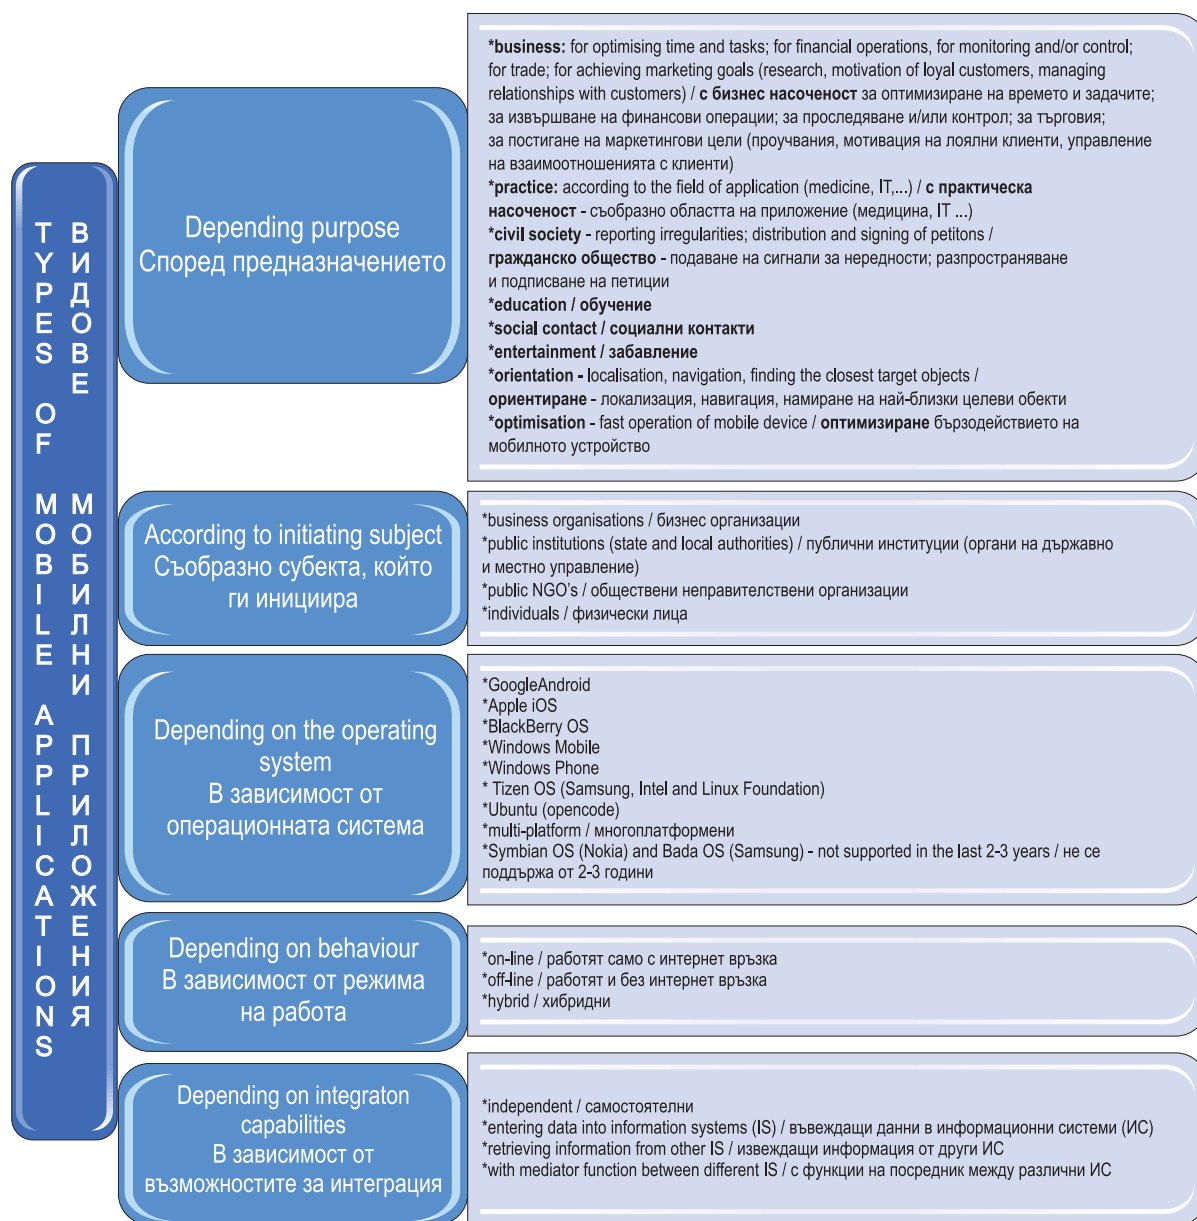 TYPES OF MOBILE APPLICATIONS
ВИДОВЕ МОБИЛНИ ПРИЛОЖЕНИЯ
Depending purpose
Според предназначението
*business: for optimising time and tasks; for financial operations, for monitoring and/or control;
for trade; for achieving marketing goals (research, motivation of loyal customers, managing
relationships with customers) / с бизнес насоченост за оптимизиране на времето и задачите;
за извършване на финансови операции; за проследяване и/или контрол; за търговия;
за постигане на маркетингови цели (проучвания, мотивация на лоялни клиенти, управление
на взаимоотношенията с клиенти)
*practice: according to the field of application (medicine, IT,...) / с практическа
насоченост - съобразно областта на приложение (медицина, IT ...)
*civil society - reporting irregularities; distribution and signing of petitons /
гражданско общество - подаване на сигнали за нередности; разпространяване
и подписване на петиции
*education / обучение
*social contact / социални контакти
*entertainment / забавление
*orientation - localisation, navigation, finding the closest target objects /
ориентиране - локализация, навигация, намиране на най-близки целеви обекти
*optimisation - fast operation of mobile device / оптимизиране бързодействието на
мобилното устройство
According to initiating subject
Съобразно субекта, който
ги инициира
*business organisations / бизнес организации
*public institutions (state and local authorities) / публични институции (органи на държавно
и местно управление)
*public NGO's / обществени неправителствени организации
*individuals / физически лица
Depending on the operating
system
В зависимост от
операционната система
*GoogleAndroid
*Apple iOS
*BlackBerry OS
*Windows Mobile
*Windows Phone
* Tizen OS (Samsung, Intel and Linux Foundation)
*Ubuntu (opencode)
*multi-platform / многоплатформени
*Symbian OS (Nokia) and Bada OS (Samsung) - not supported in the last 2-3 years / не се
поддържа от 2-3 години
Depending on behaviour
В зависимост от режима
на работа
*on-line / работят само с интернет връзка
*off-line / работят и без интернет връзка
*hybrid / хибридни
Depending on integraton
capabilities
В зависимост от
възможностите за интеграция
*independent / самостоятелни
*entering data into information systems (IS) / въвеждащи данни в информационни системи (ИС)
*retrieving information from other IS / извеждащи информация от други ИС
*with mediator function between different IS / с функции на посредник между различни ИС